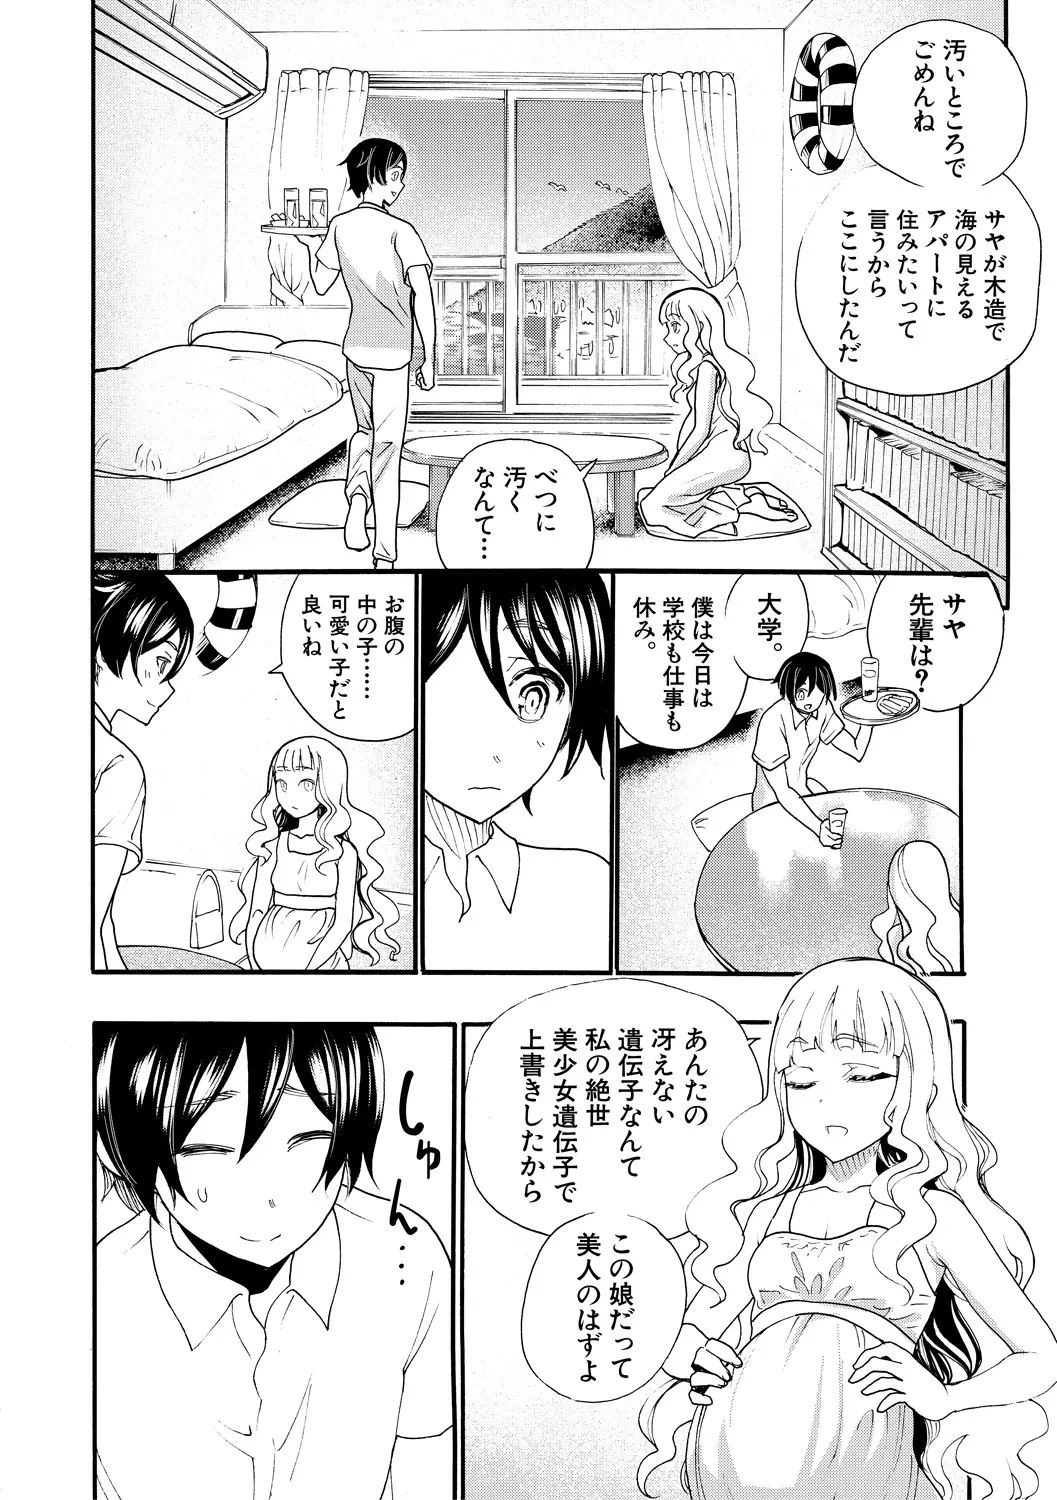 汚いところで
ごめんね
サヤが木造で
海の見える
アパートに
住みたいって
言うから
ここにしたんだ
べつに
汚く
なんて…
サヤ
先輩は?
大学。
僕は今日は
学校も仕事も
休み。
お腹の
中の子………
可愛い子だと
良いね
あんたの
冴えない
遺伝子なんて
私の絶世
美少女遺伝子で
上書きしたから
この娘だって
美人のはずよ
しゅん…